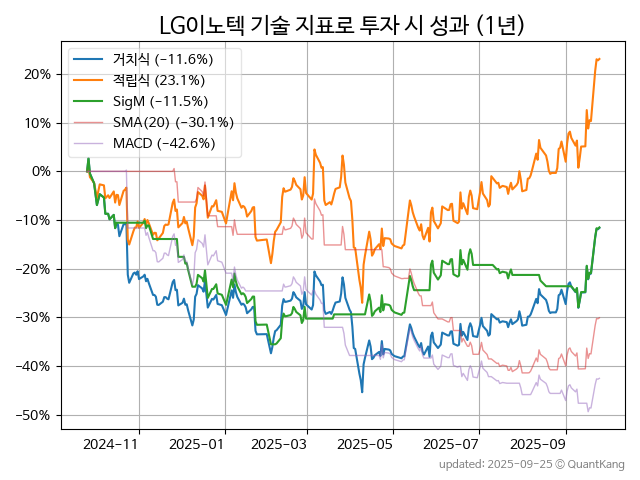 LG이노텍 기술 지표로 투자 시 성과 (1년)
거치식 (−11.6%)
적립식 (23.1%)
SigM (−11.5%)
SMA(20) (−30.1%)
MACD (−42.6%)
20%
10%
0%
−10%
−20%
−30%
−40%
−50%
2024−11
2025−01
2025−03
2025−05
2025−07
2025−09
updated: 2025-09-25 © QuantKang